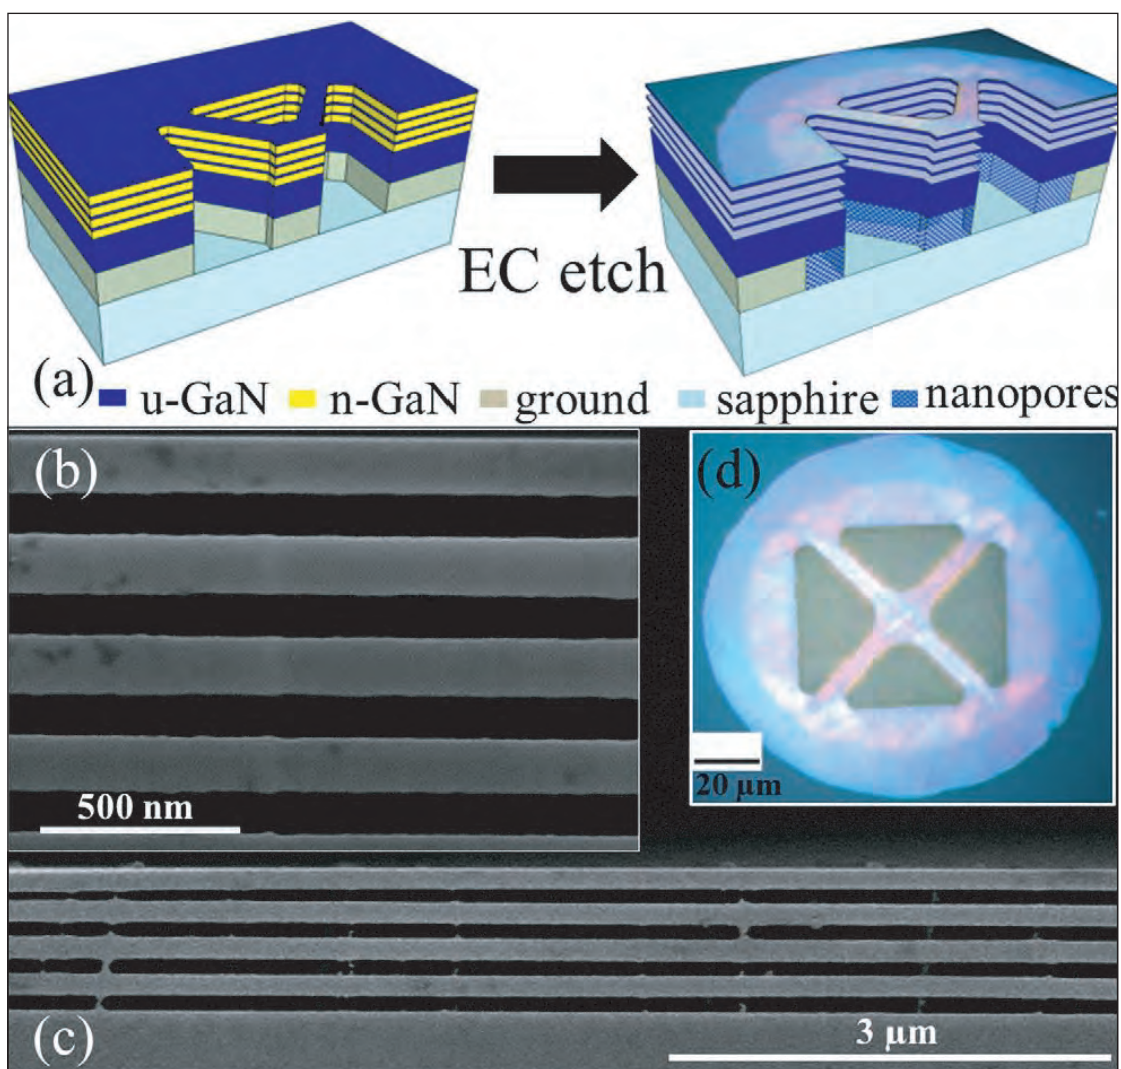 EC etch
(a)
u-GaN n-GaN ground sapphire nanopores
(b)
(d)
20 µm
500 nm
3 µm
(c)